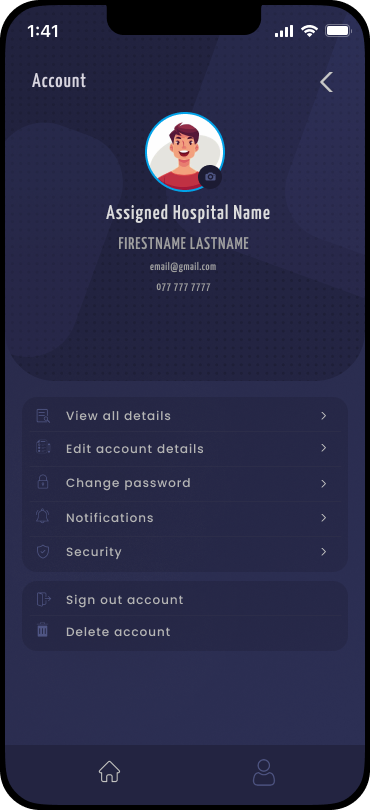 16:41
Account
Assigned Hospital Name
FIRESTNAME LASTNAME
email@gmail.com
077 777 7777
View all details
Edit account details
Change password
Notifications
Security
Sign out account
Delete account